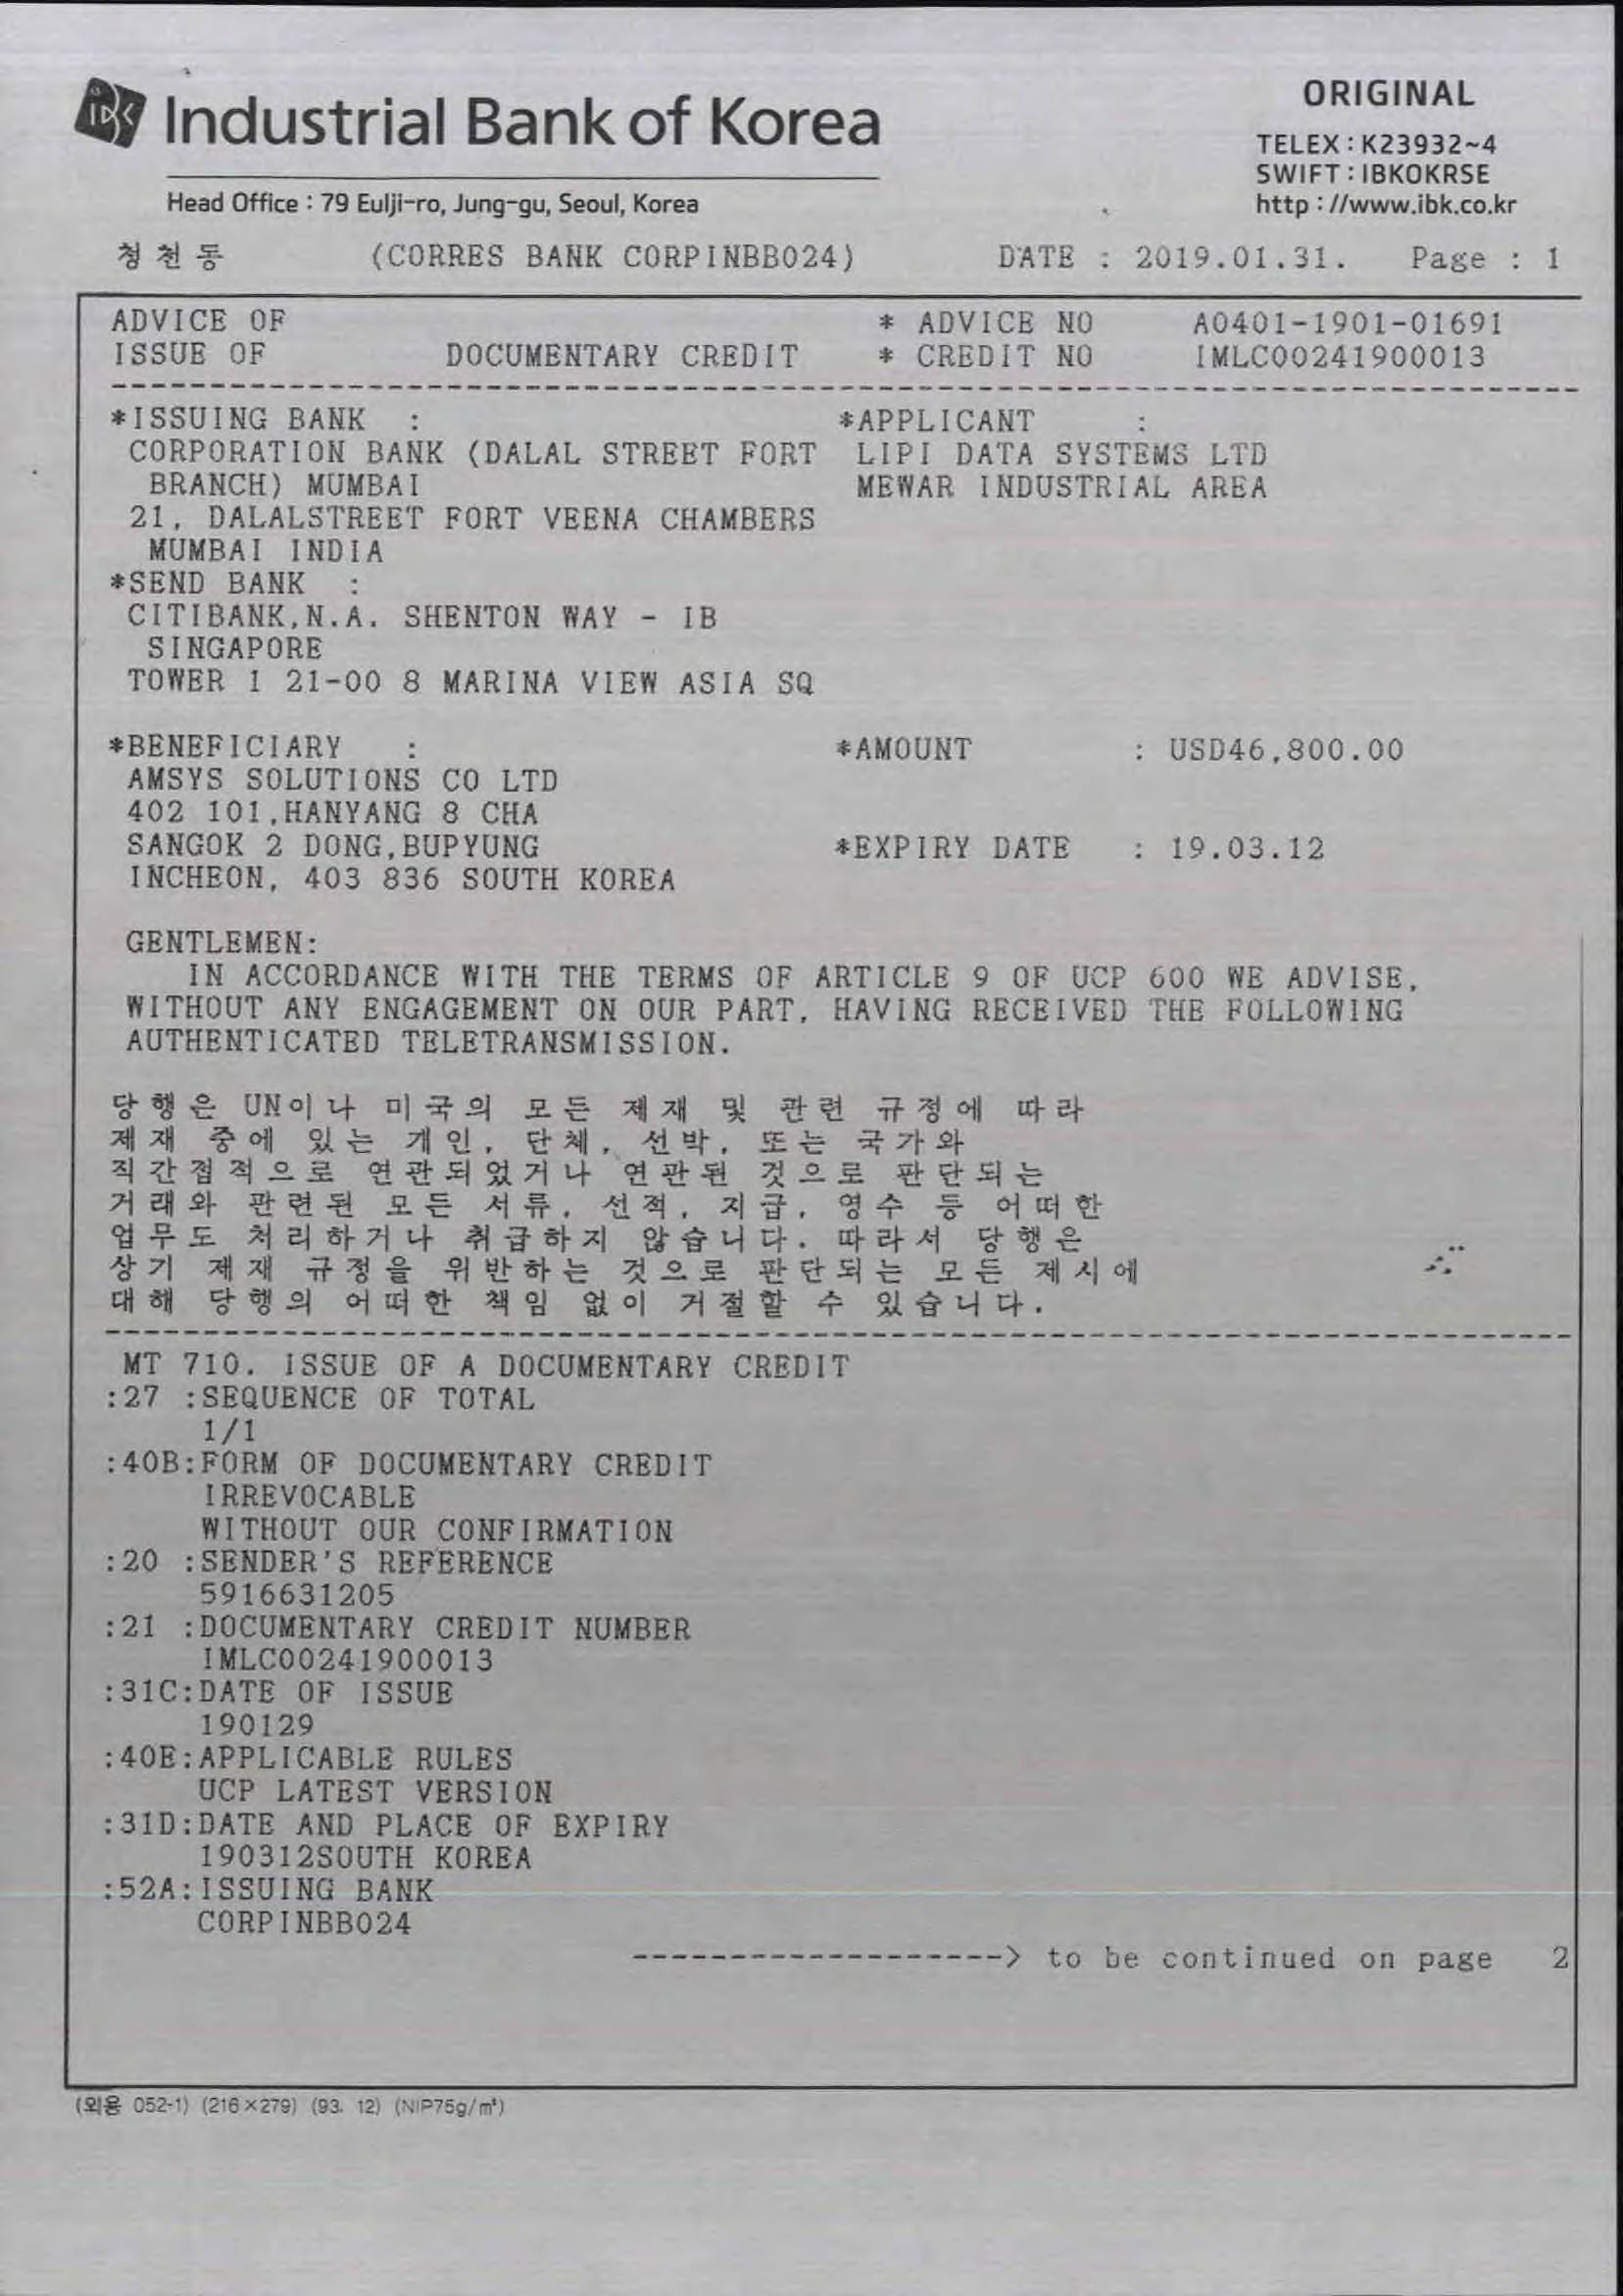 IBK Industrial Bank of Korea
ORIGINAL
TELEX : K23932~4
SWIFT : IBKOKRSE
Head Office : 79 Eulji-ro, Jung-gu, Seoul, Korea
http : //www.ibk.co.kr
청천동 (CORRES BANK CORPINBB024) DATE : 2019.01.31. Page : 1
ADVICE OF * ADVICE NO A0401-1901-01691
ISSUE OF DOCUMENTARY CREDIT * CREDIT NO IMLC00241900013
*ISSUING BANK : *APPLICANT :
CORPORATION BANK (DALAL STREET FORT LIPI DATA SYSTEMS LTD
BRANCH) MUMBAI MEWAR INDUSTRIAL AREA
21, DALALSTREET FORT VEENA CHAMBERS
MUMBAI INDIA
*SEND BANK :
CITIBANK,N.A. SHENTON WAY - IB
SINGAPORE
TOWER 1 21-00 8 MARINA VIEW ASIA SQ
*BENEFICIARY : *AMOUNT : USD46,800.00
AMSYS SOLUTIONS CO LTD
402 101,HANYANG 8 CHA
SANGOK 2 DONG,BUPYUNG *EXPIRY DATE : 19.03.12
INCHEON, 403 836 SOUTH KOREA
GENTLEMEN:
IN ACCORDANCE WITH THE TERMS OF ARTICLE 9 OF UCP 600 WE ADVISE,
WITHOUT ANY ENGAGEMENT ON OUR PART, HAVING RECEIVED THE FOLLOWING
AUTHENTICATED TELETRANSMISSION.
당행은 UN이나 미국의 모든 제재 및 관련 규정에 따라
제재 중에 있는 개인, 단체, 선박, 또는 국가와
직간접적으로 연관되었거나 연관된 것으로 판단되는
거래와 관련된 모든 서류, 선적, 지급, 영수 등 어떠한
업무도 처리하거나 취급하지 않습니다. 따라서 당행은
상기 제재 규정을 위반하는 것으로 판단되는 모든 제시에
대해 당행의 어떠한 책임 없이 거절할 수 있습니다.
MT 710. ISSUE OF A DOCUMENTARY CREDIT
:27 :SEQUENCE OF TOTAL
1/1
:40B:FORM OF DOCUMENTARY CREDIT
IRREVOCABLE
WITHOUT OUR CONFIRMATION
:20 :SENDER'S REFERENCE
5916631205
:21 :DOCUMENTARY CREDIT NUMBER
IMLC00241900013
:31C:DATE OF ISSUE
190129
:40E:APPLICABLE RULES
UCP LATEST VERSION
:31D:DATE AND PLACE OF EXPIRY
190312SOUTH KOREA
:52A:ISSUING BANK
CORPINBB024
-------------------> to be continued on page 2
(외용 052-1) (216×279) (93. 12) (NIP75g/㎡)